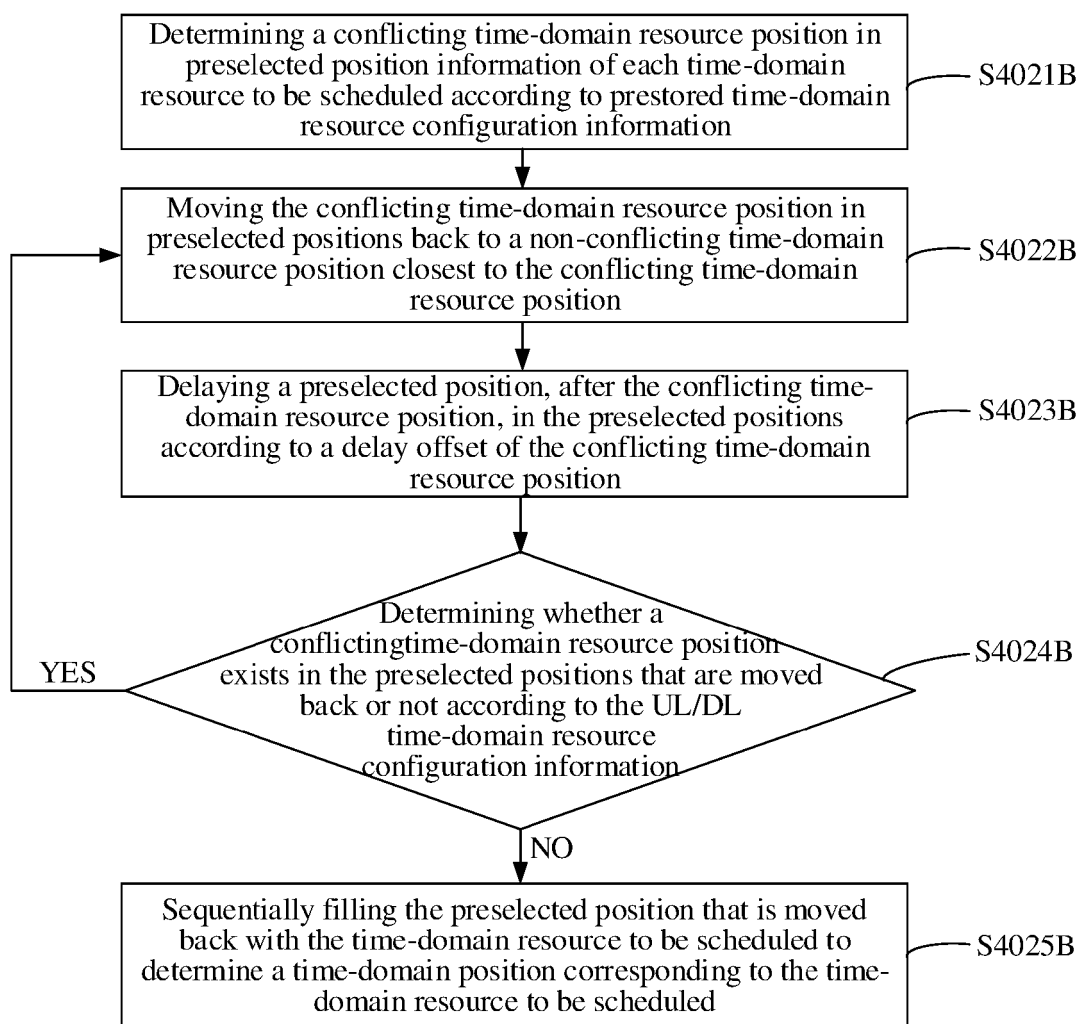 Determining a conflicting time-domain resource position in
preselected position information of each time-domain
resource to be scheduled according to prestored time-domain
resource configuration information
S4021B
Moving the conflicting time-domain resource position in
preselected positions back to a non-conflicting time-domain
resource position closest to the conflicting time-domain
resource position
S4022B
Delaying a preselected position, after the conflicting time-
domain resource position, in the preselected positions
according to a delay offset of the conflicting time-domain
resource position
S4023B
Determining whether a
conflictingtime-domain resource position
exists in the preselected positions that are moved
back or not according to the UL/DL
time-domain resource
configuration information
S4024B
YES
NO
Sequentially filling the preselected position that is moved
back with the time-domain resource to be scheduled to
determine a time-domain position corresponding to the time-
domain resource to be scheduled
S4025B